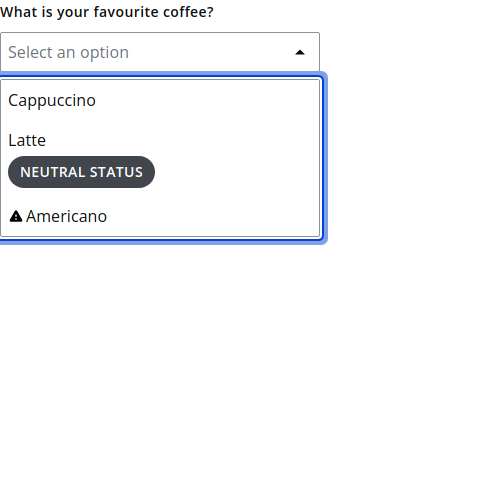 What is your favourite coffee?
Select an option
Cappuccino
Latte
NEUTRAL STATUS
Americano